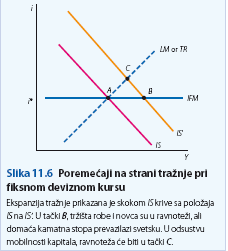 i
LM or TR
C
A
B
i*
IFM
IS'
IS
Y
Slika 11.6 Poremećaji na strani tražnje pri
fiksnom deviznom kursu
Ekspanzija tražnje prikazana je skokom IS krive sa položaja
IS na IS'. U tački B, tržišta robe i novca su u ravnoteži, ali
domaća kamatna stopa prevazilazi svetsku. U odsustvu
mobilnosti kapitala, ravnoteža će biti u tački C.